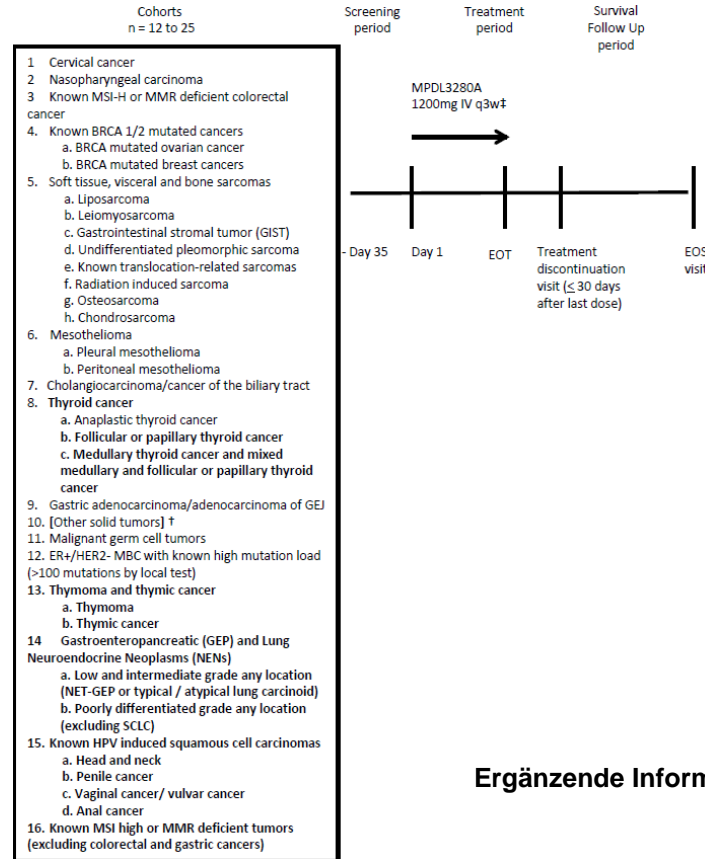 Cohorts
n = 12 to 25
Screening
period
Treatment
period
Survival
Follow Up
period
1 Cervical cancer
2 Nasopharyngeal carcinoma
3 Known MSI-H or MMR deficient colorectal
cancer
4. Known BRCA 1/2 mutated cancers
a. BRCA mutated ovarian cancer
b. BRCA mutated breast cancers
5. Soft tissue, visceral and bone sarcomas
a. Liposarcoma
b. Leiomyosarcoma
c. Gastrointestinal stromal tumor (GIST)
d. Undifferentiated pleomorphic sarcoma
e. Known translocation-related sarcomas
f. Radiation induced sarcoma
g. Osteosarcoma
h. Chondrosarcoma
6. Mesothelioma
a. Pleural mesothelioma
b. Peritoneal mesothelioma
7. Cholangiocarcinoma/cancer of the biliary tract
8. Thyroid cancer
a. Anaplastic thyroid cancer
b. Follicular or papillary thyroid cancer
c. Medullary thyroid cancer and mixed
medullary and follicular or papillary thyroid
cancer
9. Gastric adenocarcinoma/adenocarcinoma of GEJ
10. [Other solid tumors] †
11. Malignant germ cell tumors
12. ER+/HER2- MBC with known high mutation load
(>100 mutations by local test)
13. Thymoma and thymic cancer
a. Thymoma
b. Thymic cancer
14 Gastroenteropancreatic (GEP) and Lung
Neuroendocrine Neoplasms (NENs)
a. Low and intermediate grade any location
(NET-GEP or typical / atypical lung carcinoid)
b. Poorly differentiated grade any location
(excluding SCLC)
15. Known HPV induced squamous cell carcinomas
a. Head and neck
b. Penile cancer
c. Vaginal cancer/ vulvar cancer
d. Anal cancer
16. Known MSI high or MMR deficient tumors
(excluding colorectal and gastric cancers)
MPDL3280A
1200mg IV q3w‡
- Day 35
Day 1
EOT
Treatment
discontinuation
visit (≤ 30 days
after last dose)
EOS
visit
Ergänzende Inform